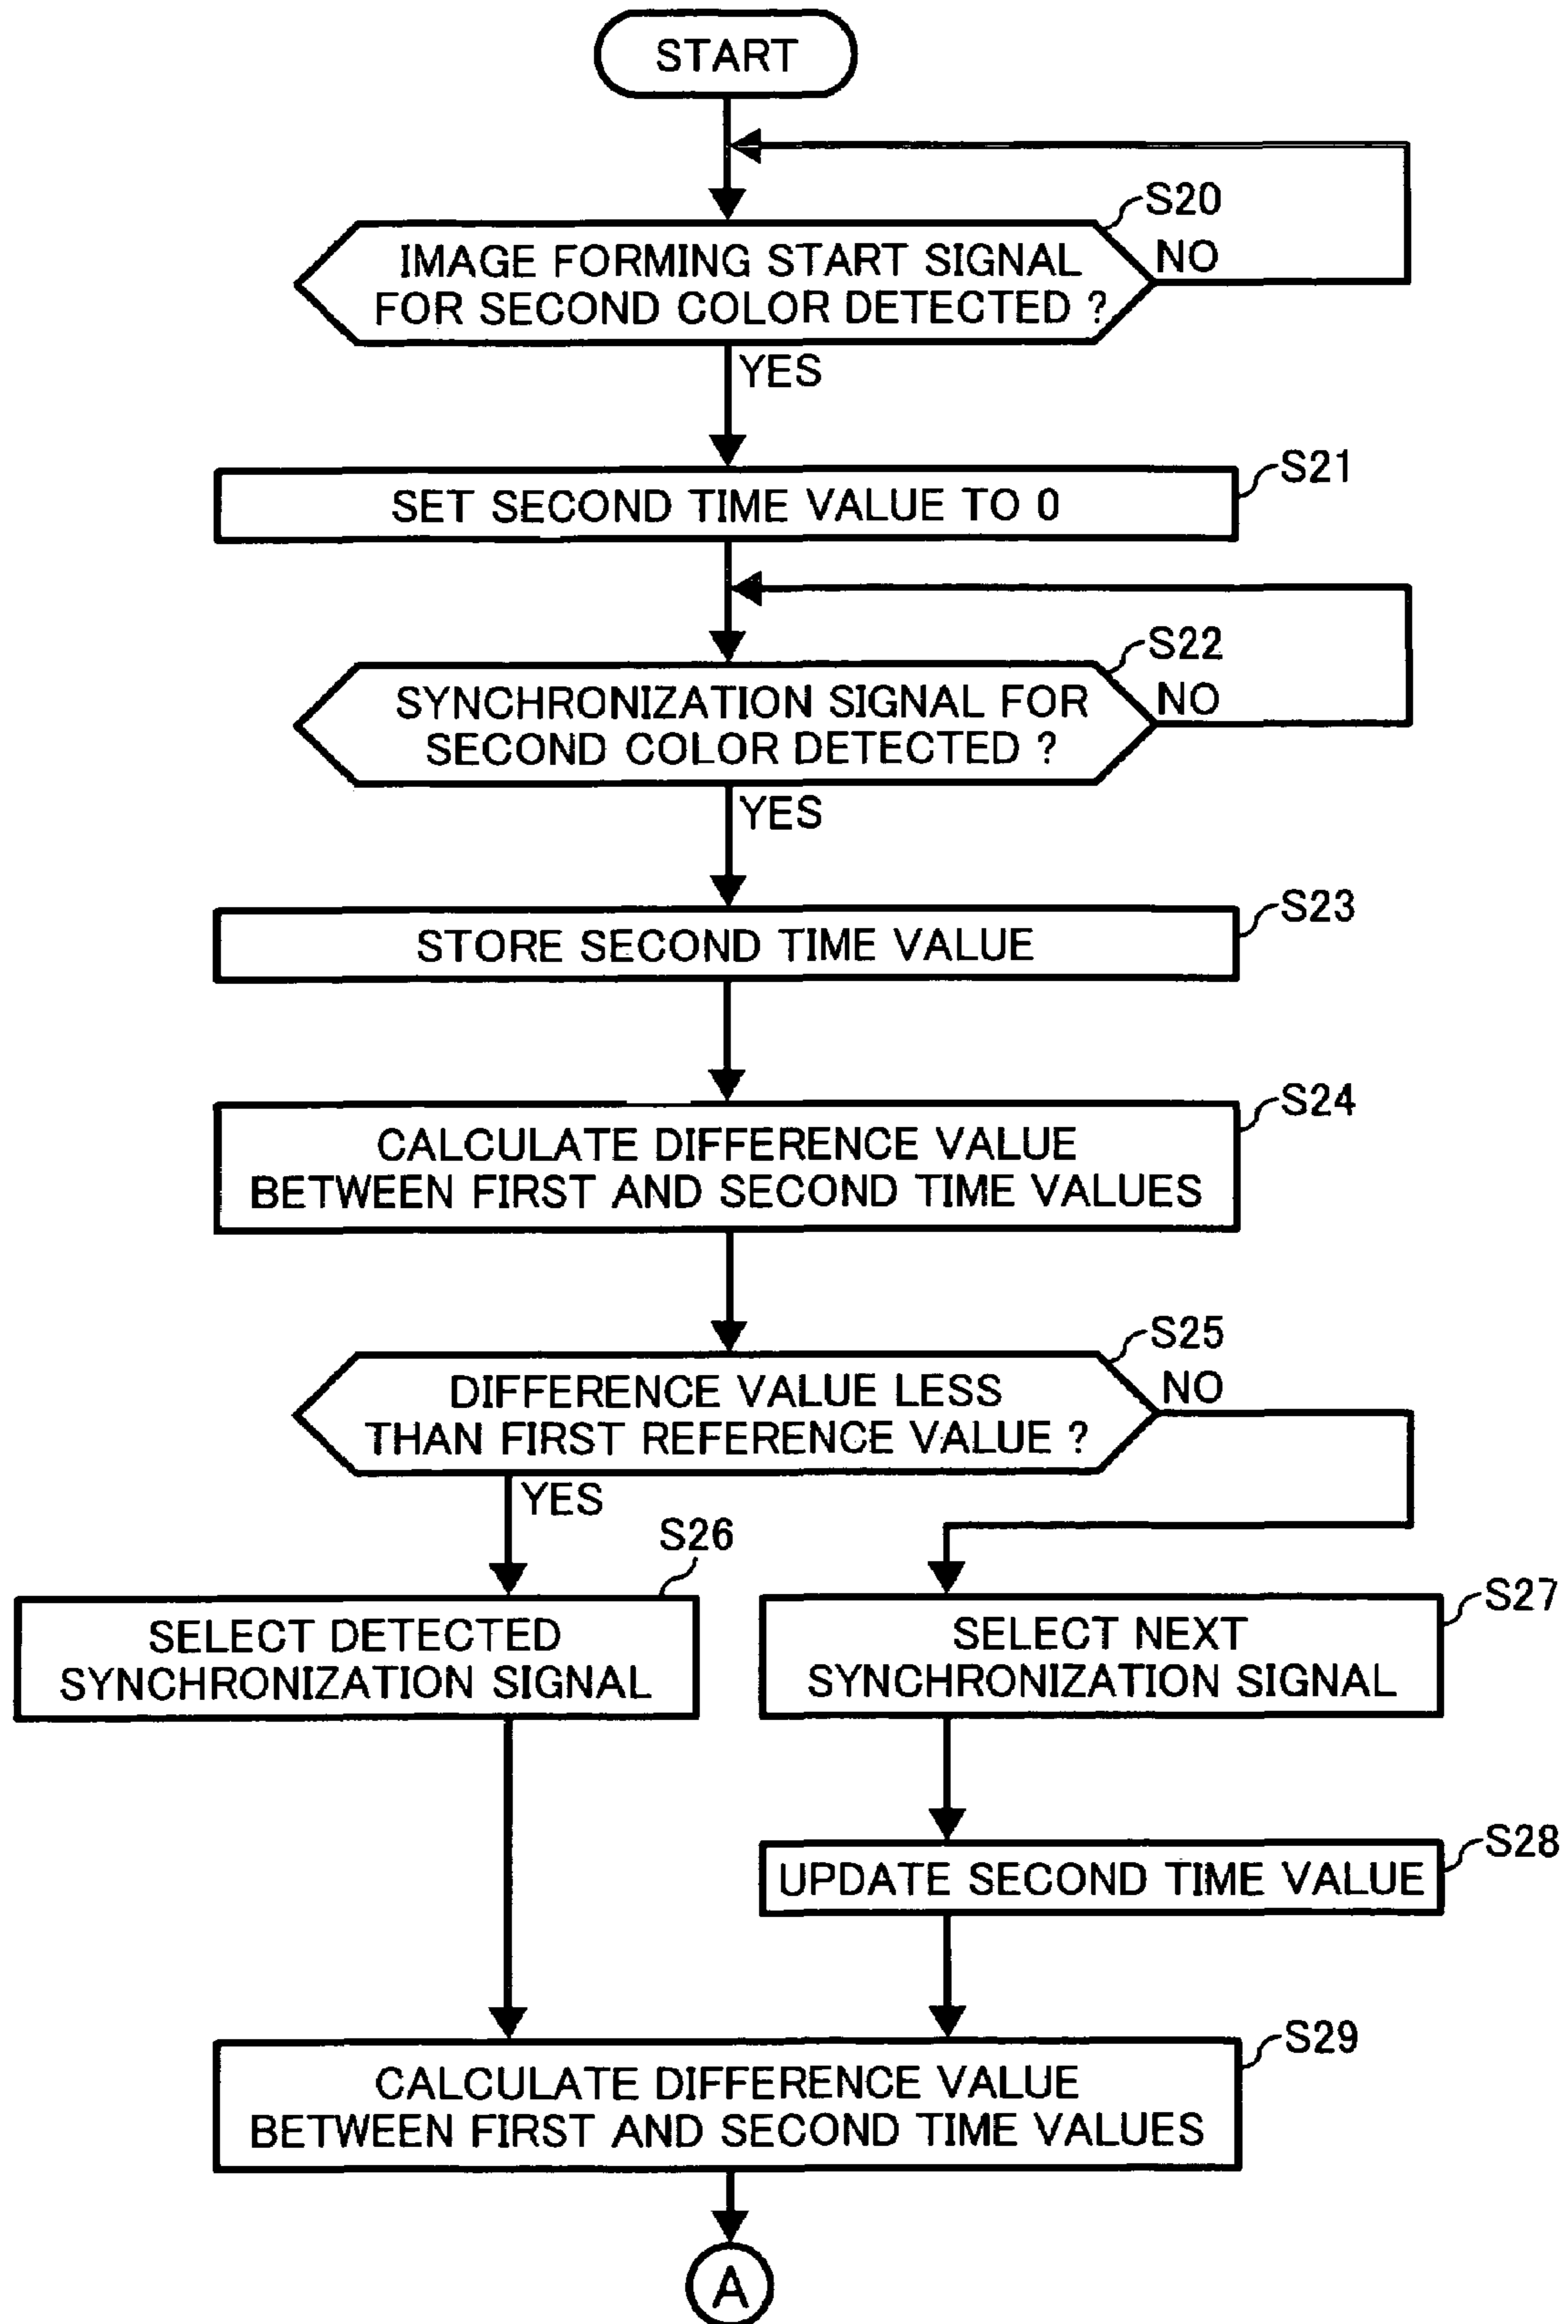 START
S20
IMAGE FORMING START SIGNAL
FOR SECOND COLOR DETECTED ?
NO
YES
S21
SET SECOND TIME VALUE TO 0
S22
SYNCHRONIZATION SIGNAL FOR
SECOND COLOR DETECTED ?
NO
YES
S23
STORE SECOND TIME VALUE
S24
CALCULATE DIFFERENCE VALUE
BETWEEN FIRST AND SECOND TIME VALUES
S25
DIFFERENCE VALUE LESS
THAN FIRST REFERENCE VALUE ?
NO
YES
S26
SELECT DETECTED
SYNCHRONIZATION SIGNAL
S27
SELECT NEXT
SYNCHRONIZATION SIGNAL
S28
UPDATE SECOND TIME VALUE
S29
CALCULATE DIFFERENCE VALUE
BETWEEN FIRST AND SECOND TIME VALUES
A